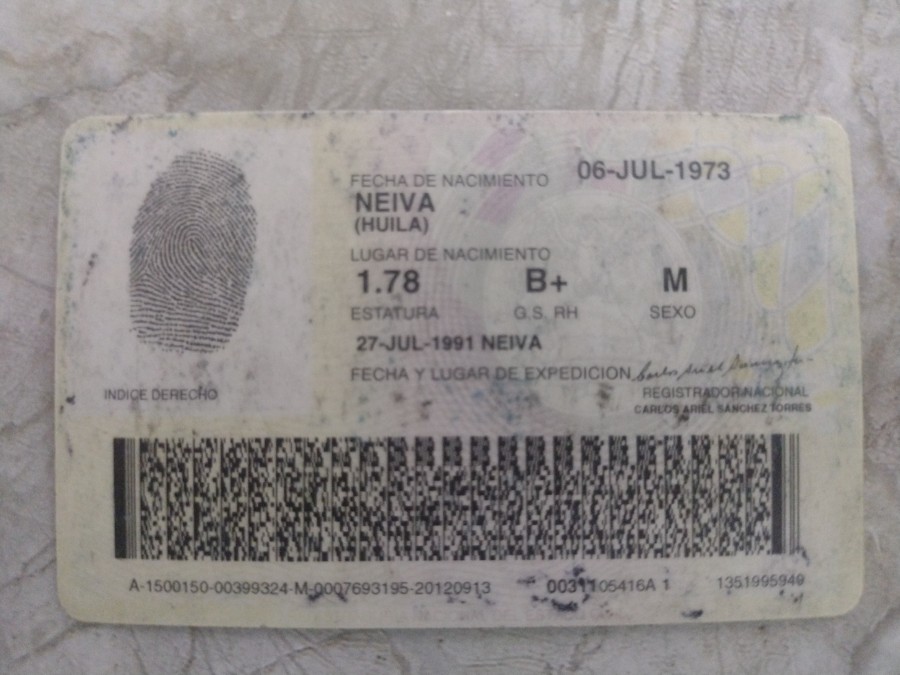 FECHA DE NACIMIENTO 06-JUL-1973
NEIVA
(HUILA)
LUGAR DE NACIMIENTO
1.78 B+ M
ESTATURA G.S. RH SEXO
27-JUL-1991 NEIVA
FECHA Y LUGAR DE EXPEDICION
INDICE DERECHO
REGISTRADOR NACIONAL
CARLOS ARIEL SANCHEZ TORRES
A-1500150-00399324-M-0007693195-20120913 0031105416A 1 1351995949